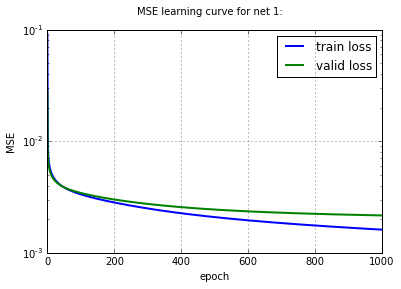 MSE learning curve for net 1:
10⁻¹
train loss
valid loss
MSE
10⁻²
10⁻³
0 200 400 600 800 1000
epoch